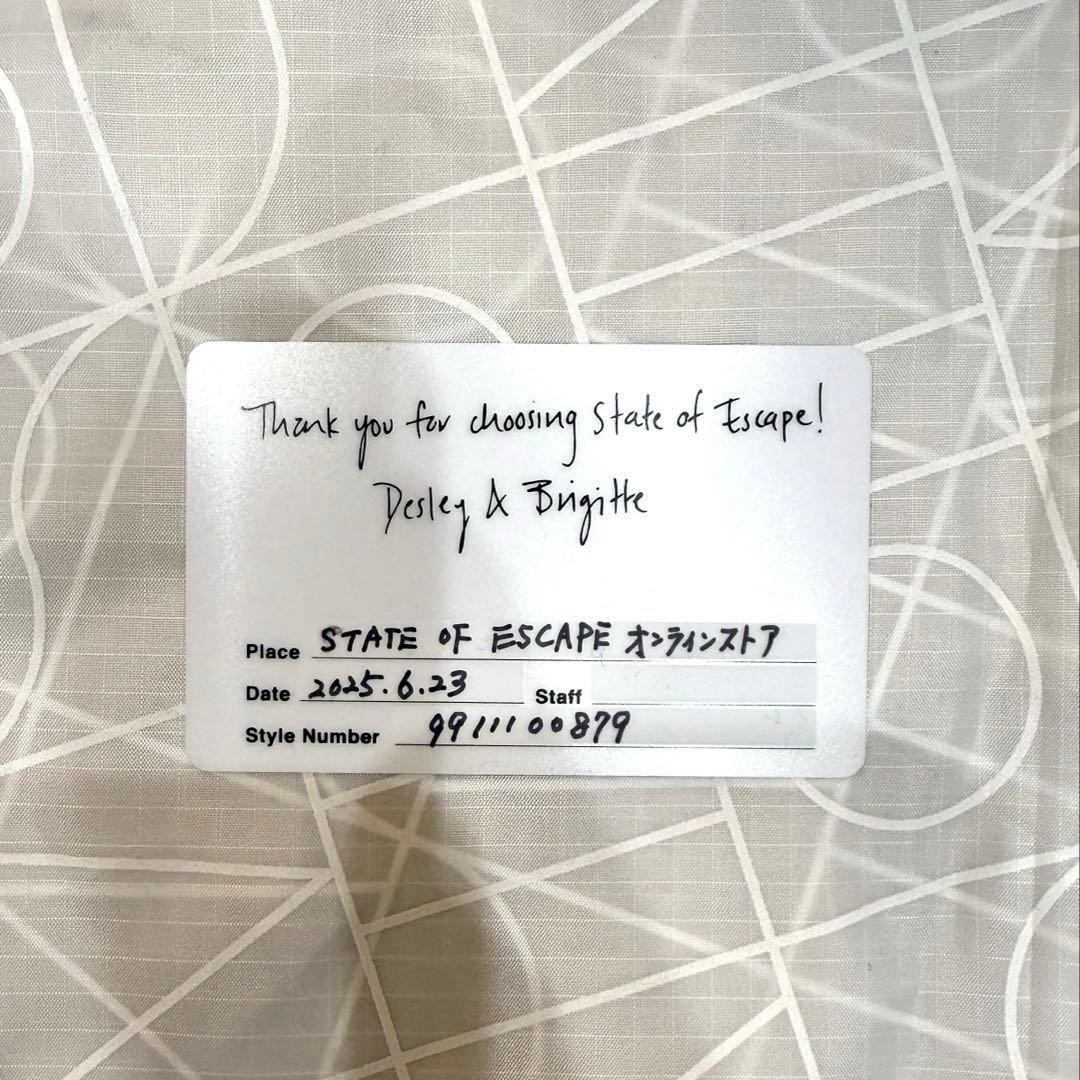 Thank you for choosing State of Escape!
Desley & Brigitte
Place STATE OF ESCAPE オンラインストア
Date 2025.6.23 Staff
Style Number 9911100879